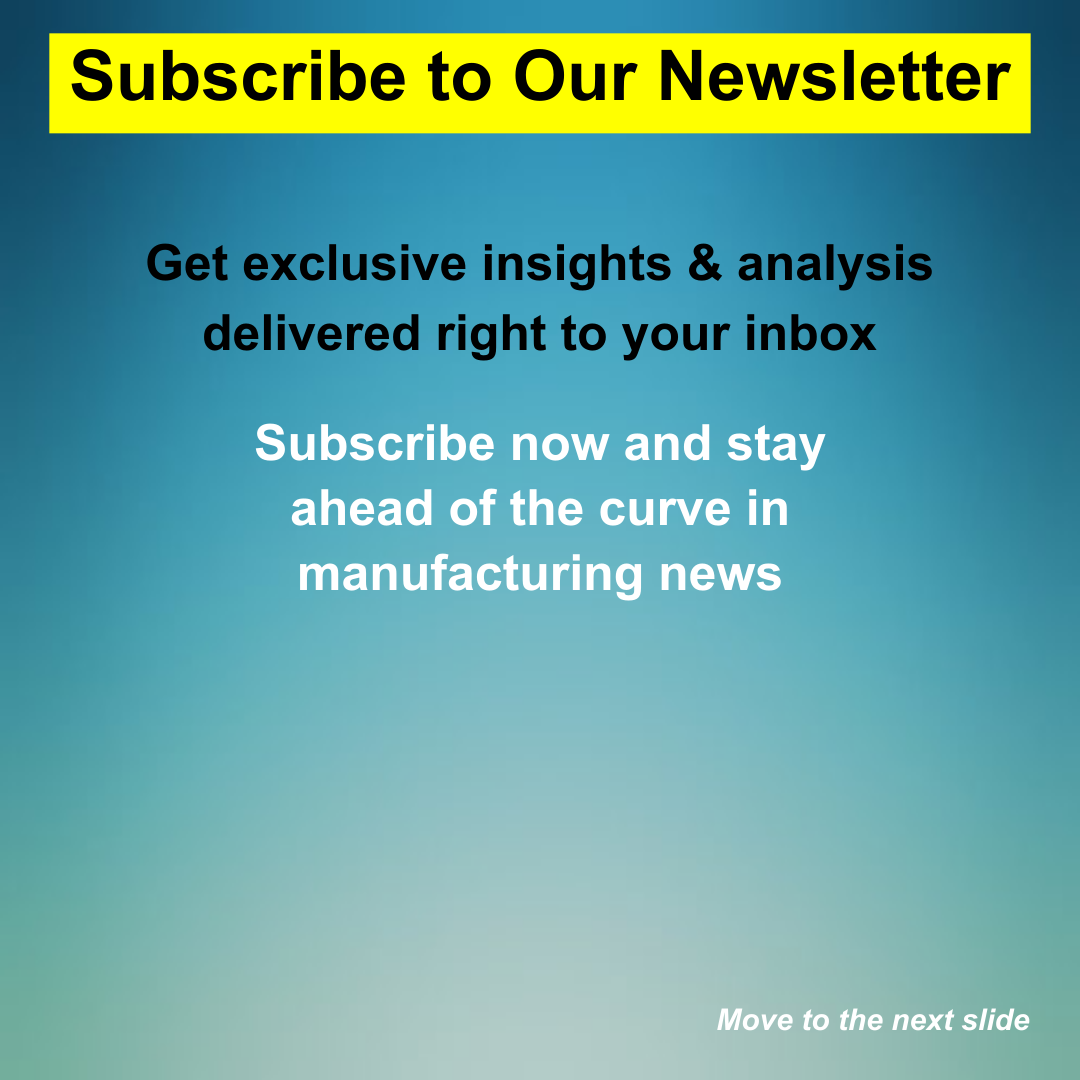 Subscribe to Our Newsletter
Get exclusive insights & analysis
delivered right to your inbox
Subscribe now and stay
ahead of the curve in
manufacturing news
Move to the next slide